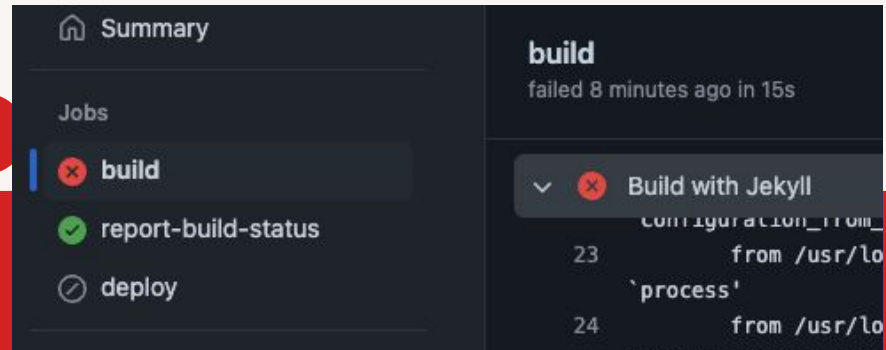 Summary
Jobs
build
report-build-status
deploy
build
failed 8 minutes ago in 15s
Build with Jekyll
configuration_from_
23 from /usr/lo
`process'
24 from /usr/lo